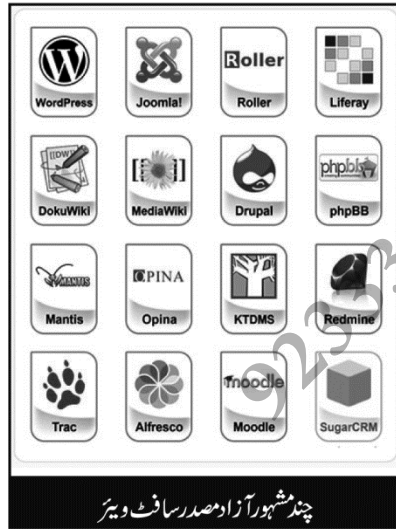 WordPress Joomla! Roller Liferay
DokuWiki MediaWiki Drupal phpBB
Mantis Opina KTDMS Redmine
Trac Alfresco Moodle SugarCRM
چند مشہور آزاد مصدر سافٹ ویئر